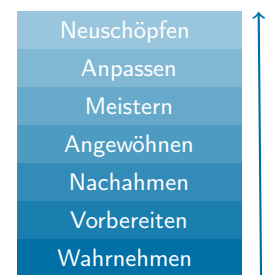 Neuschöpfen
Anpassen
Meistern
Angewöhnen
Nachahmen
Vorbereiten
Wahrnehmen